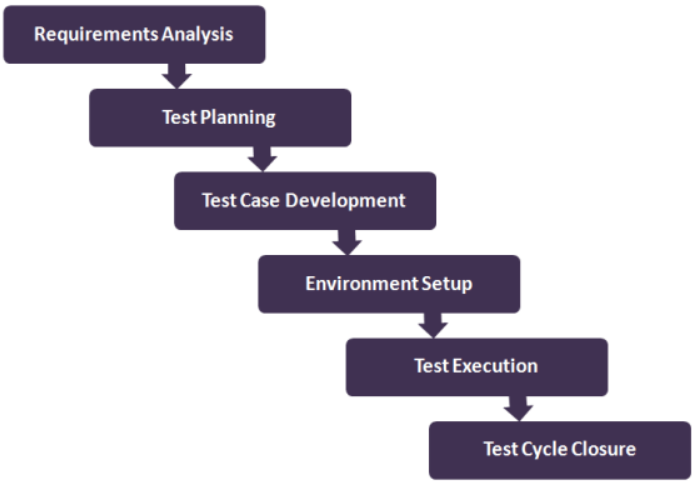 Requirements Analysis
Test Planning
Test Case Development
Environment Setup
Test Execution
Test Cycle Closure